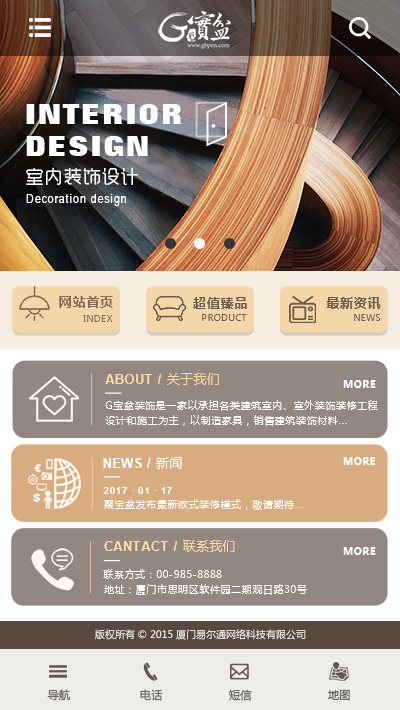 G寶盆
www.gbpen.com
INTERIOR
DESIGN
室内装饰设计
Decoration design
网站首页
INDEX
超值臻品
PRODUCT
最新资讯
NEWS
ABOUT / 关于我们
MORE
G宝盆装饰是一家以承担各类建筑室内、室外装饰装修工程
设计和施工为主，以制造家具，销售建筑装饰材料...
NEWS / 新闻
MORE
2017 · 01 · 17
聚宝盆发布最新欧式装修模式，敬请期待...
CANTACT / 联系我们
MORE
联系方式：00-985-8888
地址：厦门市思明区软件园二期观日路30号
版权所有 © 2015 厦门易尔通网络科技有限公司
导航
电话
短信
地图